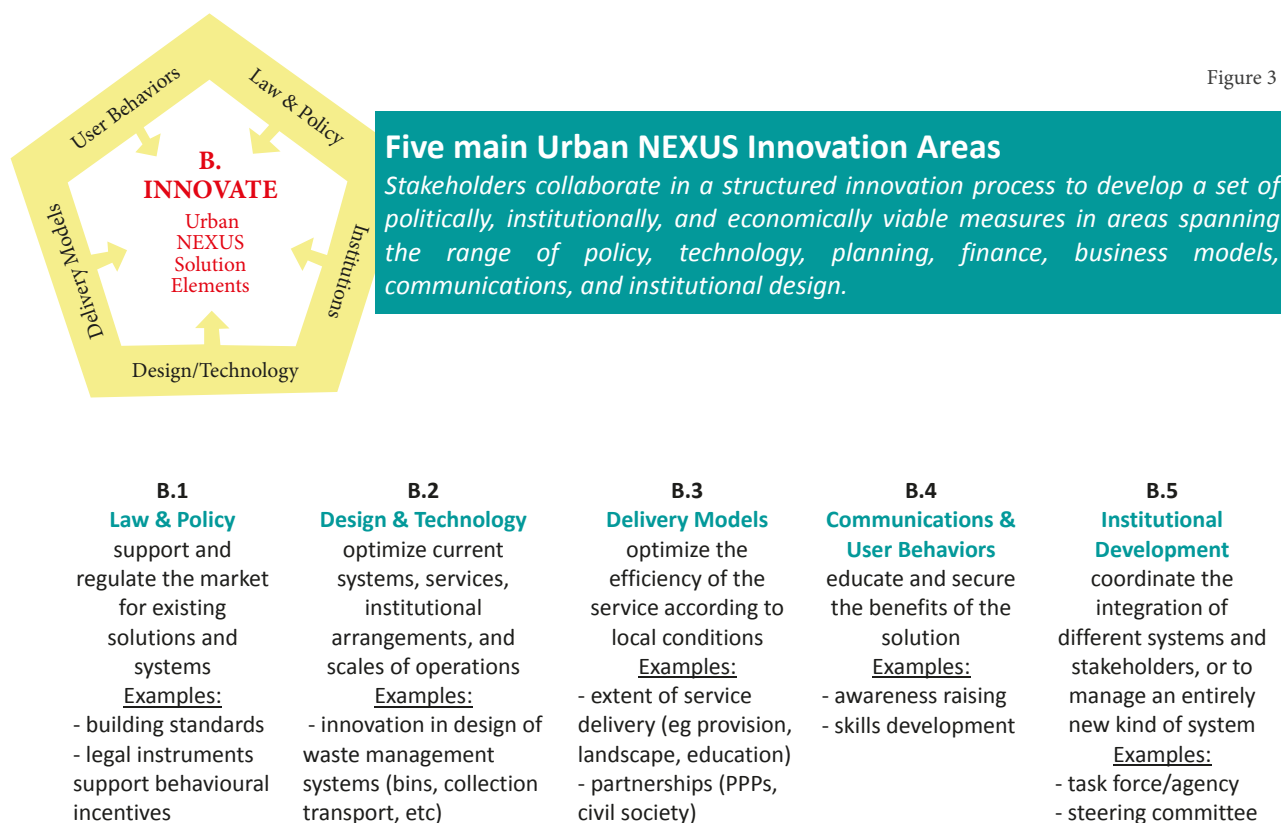 Figure 3
User Behaviors
Law & Policy
Delivery Models
Institutions
Design/Technology
B.
INNOVATE
Urban
NEXUS
Solution
Elements
Five main Urban NEXUS Innovation Areas
Stakeholders collaborate in a structured innovation process to develop a set of
politically, institutionally, and economically viable measures in areas spanning
the range of policy, technology, planning, finance, business models,
communications, and institutional design.
B.1
Law & Policy
support and
regulate the market
for existing
solutions and
systems
Examples:
- building standards
- legal instruments
support behavioural
incentives
B.2
Design & Technology
optimize current
systems, services,
institutional
arrangements, and
scales of operations
Examples:
- innovation in design of
waste management
systems (bins, collection
transport, etc)
B.3
Delivery Models
optimize the
efficiency of the
service according to
local conditions
Examples:
- extent of service
delivery (eg provision,
landscape, education)
- partnerships (PPPs,
civil society)
B.4
Communications &
User Behaviors
educate and secure
the benefits of the
solution
Examples:
- awareness raising
- skills development
B.5
Institutional
Development
coordinate the
integration of
different systems and
stakeholders, or to
manage an entirely
new kind of system
Examples:
- task force/agency
- steering committee